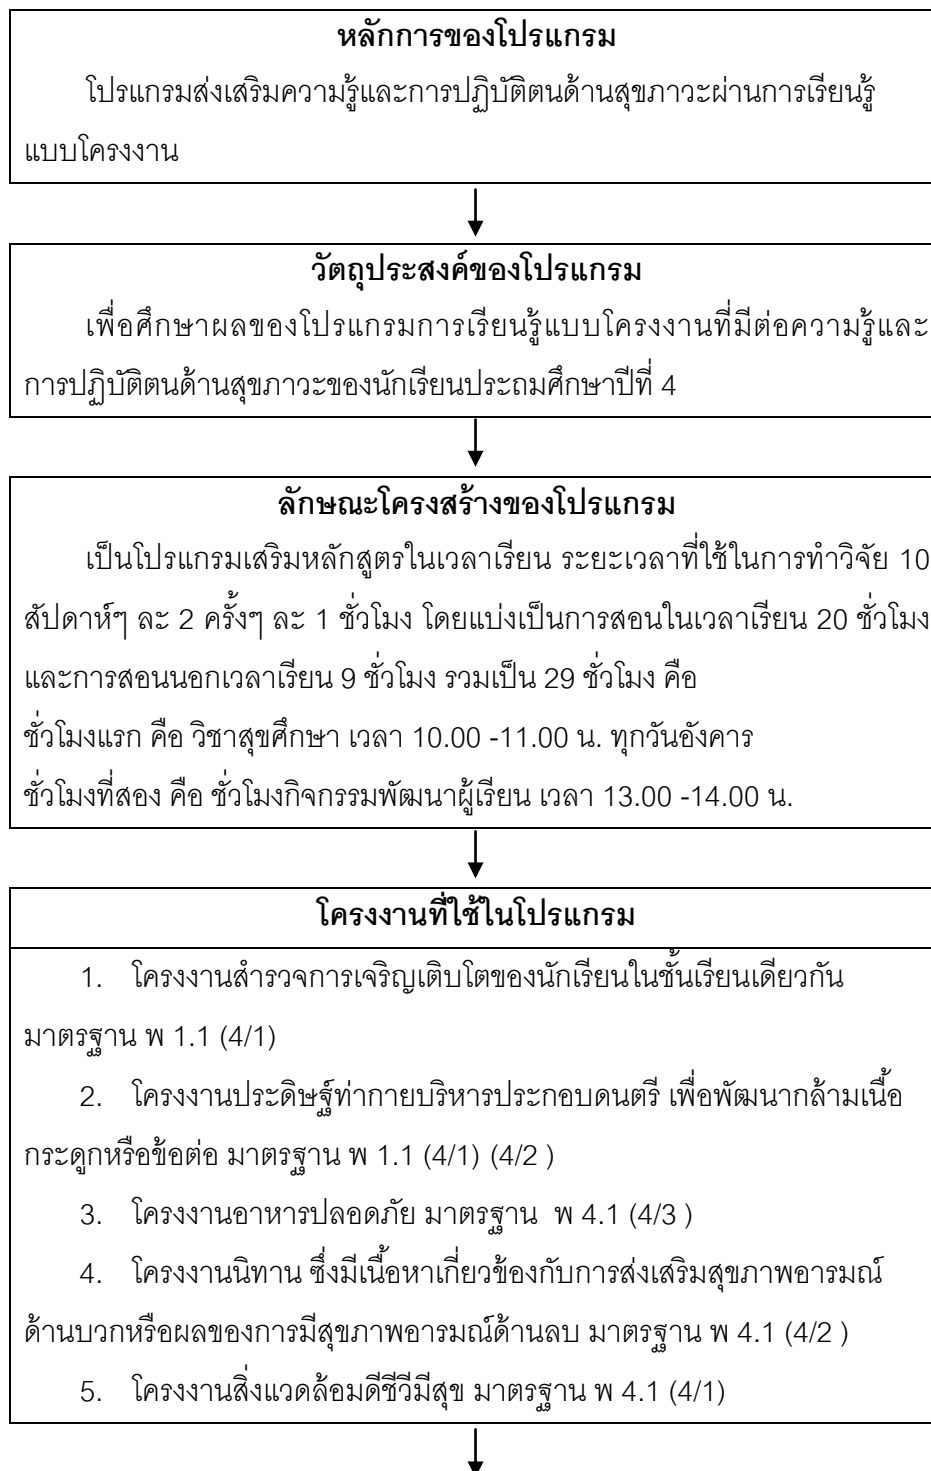 หลักการของโปรแกรม
โปรแกรมส่งเสริมความรู้และการปฏิบัติตนด้านสุขภาวะผ่านการเรียนรู้
แบบโครงงาน
วัตถุประสงค์ของโปรแกรม
เพื่อศึกษาผลของโปรแกรมการเรียนรู้แบบโครงงานที่มีต่อความรู้และ
การปฏิบัติตนด้านสุขภาวะของนักเรียนประถมศึกษาปีที่ 4
ลักษณะโครงสร้างของโปรแกรม
เป็นโปรแกรมเสริมหลักสูตรในเวลาเรียน ระยะเวลาที่ใช้ในการทำวิจัย 10
สัปดาห์ๆ ละ 2 ครั้งๆ ละ 1 ชั่วโมง โดยแบ่งเป็นการสอนในเวลาเรียน 20 ชั่วโมง
และการสอนนอกเวลาเรียน 9 ชั่วโมง รวมเป็น 29 ชั่วโมง คือ
ชั่วโมงแรก คือ วิชาสุขศึกษา เวลา 10.00 -11.00 น. ทุกวันอังคาร
ชั่วโมงที่สอง คือ ชั่วโมงกิจกรรมพัฒนาผู้เรียน เวลา 13.00 -14.00 น.
โครงงานที่ใช้ในโปรแกรม
1. โครงงานสำรวจการเจริญเติบโตของนักเรียนในชั้นเรียนเดียวกัน
มาตรฐาน พ 1.1 (4/1)
2. โครงงานประดิษฐ์ท่ากายบริหารประกอบดนตรี เพื่อพัฒนากล้ามเนื้อ
กระดูกหรือข้อต่อ มาตรฐาน พ 1.1 (4/1) (4/2 )
3. โครงงานอาหารปลอดภัย มาตรฐาน พ 4.1 (4/3 )
4. โครงงานนิทาน ซึ่งมีเนื้อหาเกี่ยวข้องกับการส่งเสริมสุขภาพอารมณ์
ด้านบวกหรือผลของการมีสุขภาพอารมณ์ด้านลบ มาตรฐาน พ 4.1 (4/2 )
5. โครงงานสิ่งแวดล้อมดีชีวีมีสุข มาตรฐาน พ 4.1 (4/1)